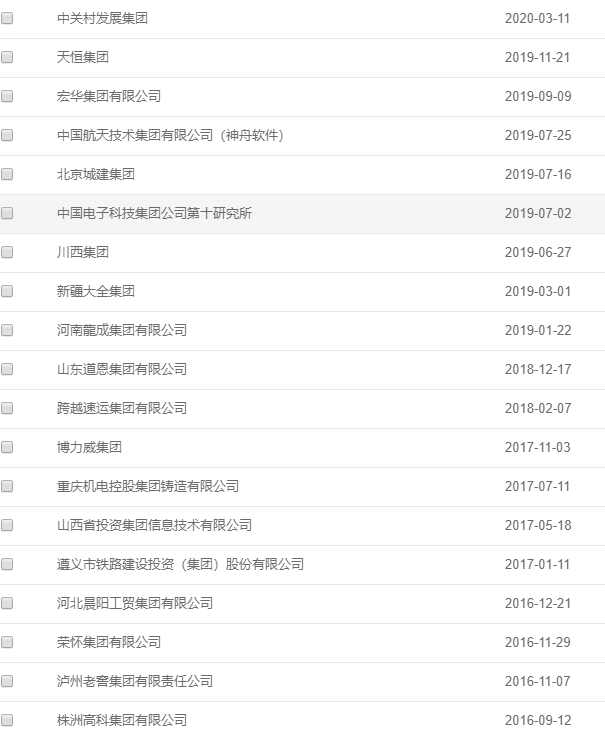 中关村发展集团 2020-03-11
天恒集团 2019-11-21
宏华集团有限公司 2019-09-09
中国航天技术集团有限公司（神舟软件） 2019-07-25
北京城建集团 2019-07-16
中国电子科技集团公司第十研究所 2019-07-02
川西集团 2019-06-27
新疆大全集团 2019-03-01
河南龍成集团有限公司 2019-01-22
山东道恩集团有限公司 2018-12-17
跨越速运集团有限公司 2018-02-07
博力威集团 2017-11-03
重庆机电控股集团铸造有限公司 2017-07-11
山西省投资集团信息技术有限公司 2017-05-18
遵义市铁路建设投资（集团）股份有限公司 2017-01-11
河北晨阳工贸集团有限公司 2016-12-21
荣怀集团有限公司 2016-11-29
泸州老窖集团有限责任公司 2016-11-07
株洲高科集团有限公司 2016-09-12